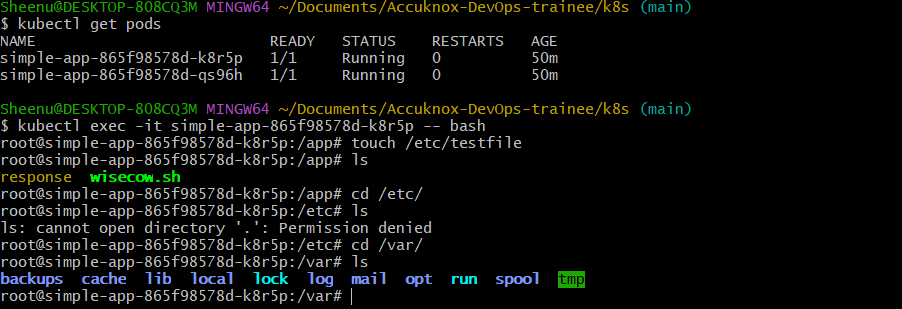 Sheenu@DESKTOP-808CQ3M MINGW64 ~/Documents/Accuknox-DevOps-trainee/k8s (main)
$ kubectl get pods
NAME                          READY   STATUS    RESTARTS   AGE
simple-app-865f98578d-k8r5p   1/1     Running   0          50m
simple-app-865f98578d-qs96h   1/1     Running   0          50m
Sheenu@DESKTOP-808CQ3M MINGW64 ~/Documents/Accuknox-DevOps-trainee/k8s (main)
$ kubectl exec -it simple-app-865f98578d-k8r5p -- bash
root@simple-app-865f98578d-k8r5p:/app# touch /etc/testfile
root@simple-app-865f98578d-k8r5p:/app# ls
response  wisecow.sh
root@simple-app-865f98578d-k8r5p:/app# cd /etc/
root@simple-app-865f98578d-k8r5p:/etc# ls
ls: cannot open directory '.': Permission denied
root@simple-app-865f98578d-k8r5p:/etc# cd /var/
root@simple-app-865f98578d-k8r5p:/var# ls
backups  cache  lib  local  lock  log  mail  opt  run  spool  tmp
root@simple-app-865f98578d-k8r5p:/var#